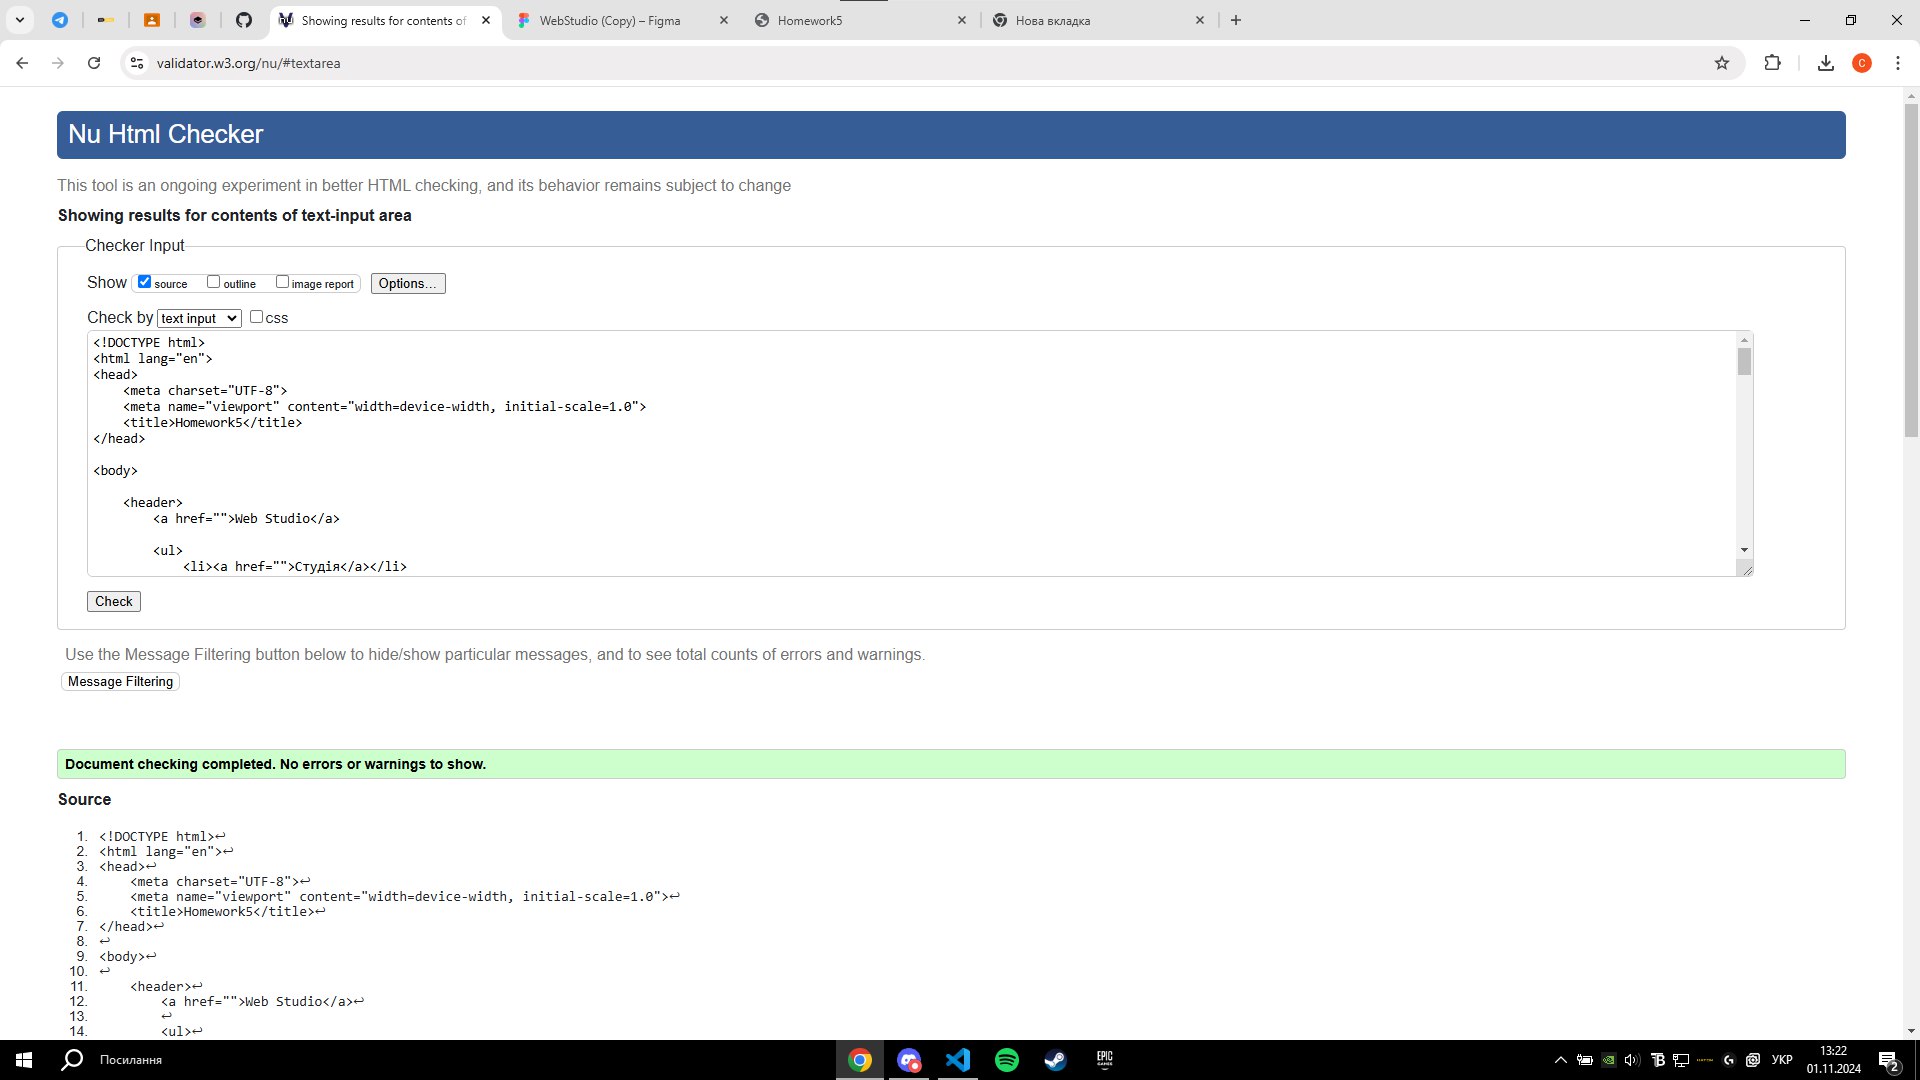 Showing results for contents of
WebStudio (Copy) – Figma
Homework5
Нова вкладка
validator.w3.org/nu/#textarea
C
Nu Html Checker
This tool is an ongoing experiment in better HTML checking, and its behavior remains subject to change
Showing results for contents of text-input area
Checker Input
Show source outline image report Options...
Check by text input css
<!DOCTYPE html>
<html lang="en">
<head>
    <meta charset="UTF-8">
    <meta name="viewport" content="width=device-width, initial-scale=1.0">
    <title>Homework5</title>
</head>
<body>
    <header>
        <a href="">Web Studio</a>
        <ul>
            <li><a href="">Студія</a></li>
Check
Use the Message Filtering button below to hide/show particular messages, and to see total counts of errors and warnings.
Message Filtering
Document checking completed. No errors or warnings to show.
Source
1. <!DOCTYPE html>↩
2. <html lang="en">↩
3. <head>↩
4.     <meta charset="UTF-8">↩
5.     <meta name="viewport" content="width=device-width, initial-scale=1.0">↩
6.     <title>Homework5</title>↩
7. </head>↩
8. ↩
9. <body>↩
10. ↩
11.     <header>↩
12.         <a href="">Web Studio</a>↩
13.         ↩
14.         <ul>↩
Посилання
EPIC GAMES
УКР
13:22
01.11.2024
2